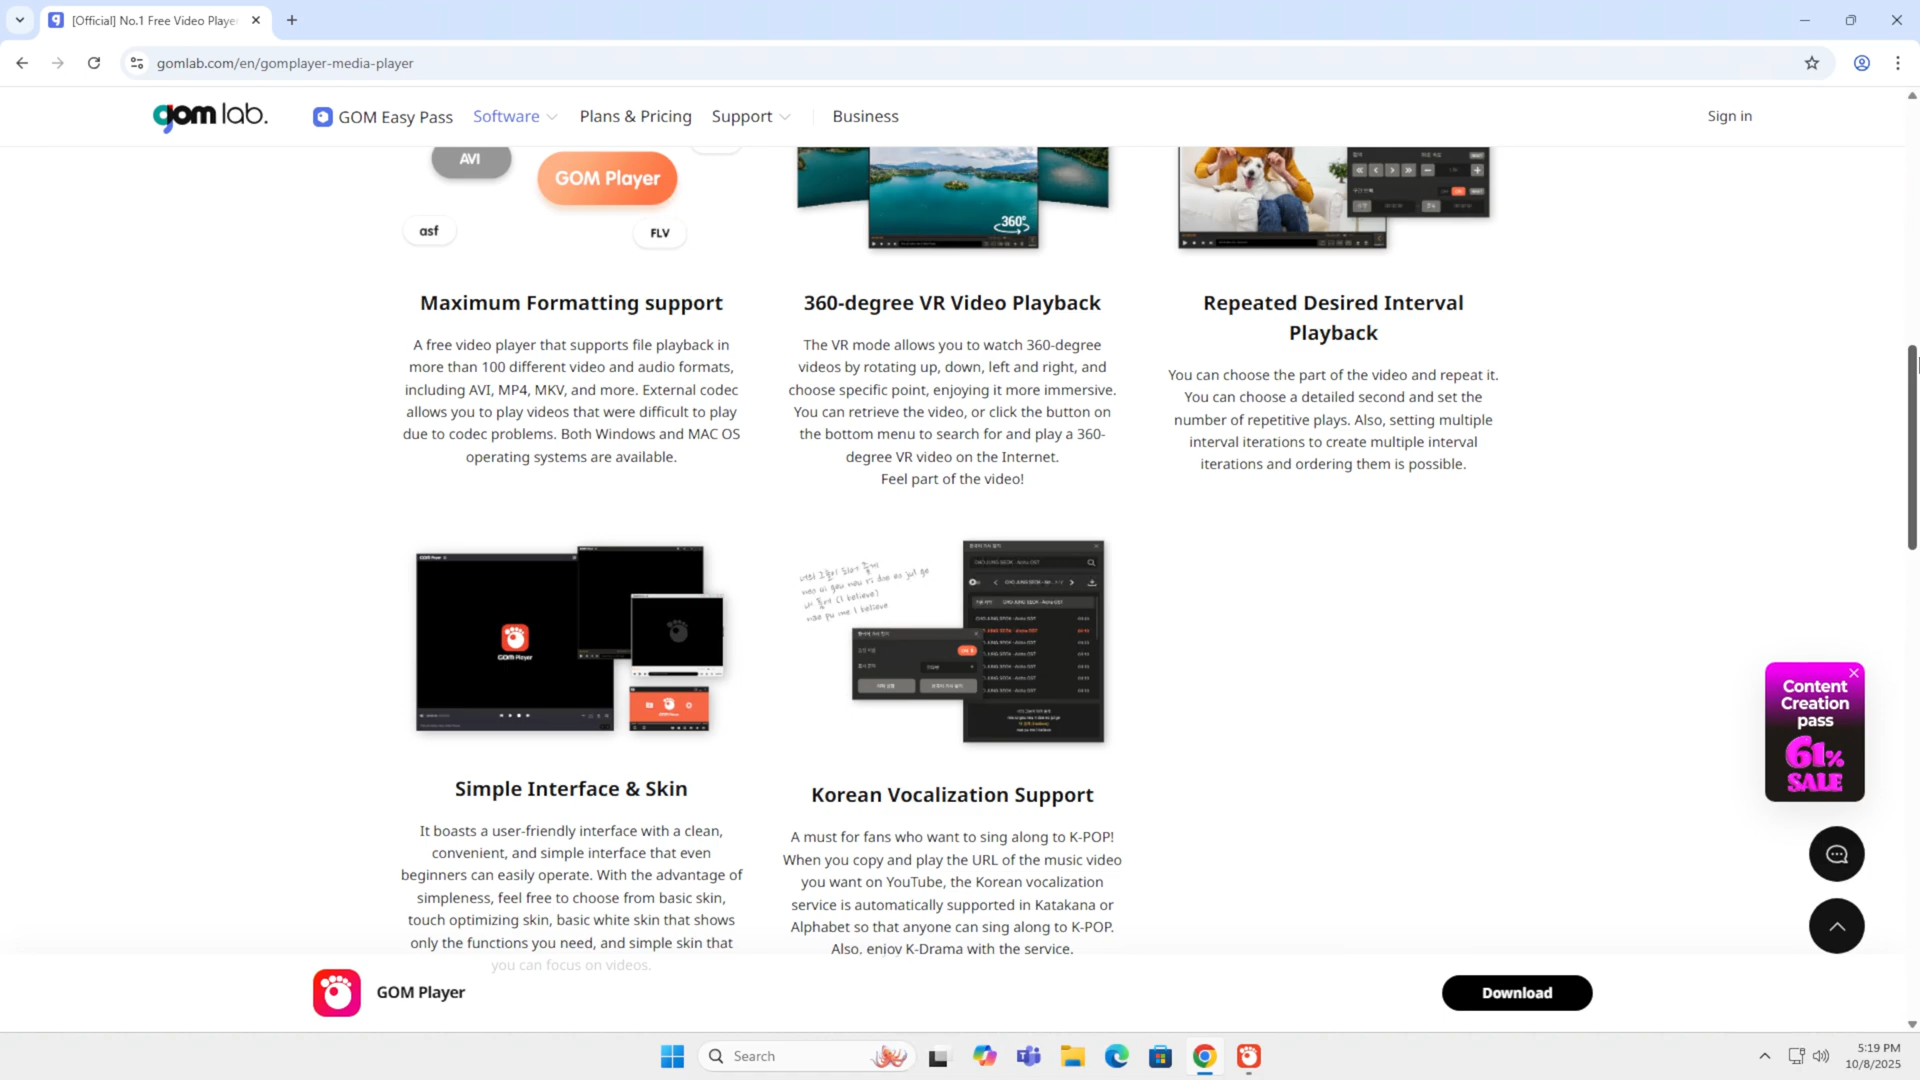 [Official] No.1 Free Video Playe
gomlab.com/en/gomplayer-media-player
gom lab.
GOM Easy Pass
Software
Plans & Pricing
Support
Business
Sign in
AVI
GOM Player
asf
FLV
360°
Maximum Formatting support
A free video player that supports file playback in
more than 100 different video and audio formats,
including AVI, MP4, MKV, and more. External codec
allows you to play videos that were difficult to play
due to codec problems. Both Windows and MAC OS
operating systems are available.
360-degree VR Video Playback
The VR mode allows you to watch 360-degree
videos by rotating up, down, left and right, and
choose specific point, enjoying it more immersive.
You can retrieve the video, or click the button on
the bottom menu to search for and play a 360-
degree VR video on the Internet.
Feel part of the video!
Repeated Desired Interval
Playback
You can choose the part of the video and repeat it.
You can choose a detailed second and set the
number of repetitive plays. Also, setting multiple
interval iterations to create multiple interval
iterations and ordering them is possible.
GOM Player
Simple Interface & Skin
It boasts a user-friendly interface with a clean,
convenient, and simple interface that even
beginners can easily operate. With the advantage of
simpleness, feel free to choose from basic skin,
touch optimizing skin, basic white skin that shows
only the functions you need, and simple skin that
you can focus on videos.
Korean Vocalization Support
A must for fans who want to sing along to K-POP!
When you copy and play the URL of the music video
you want on YouTube, the Korean vocalization
service is automatically supported in Katakana or
Alphabet so that anyone can sing along to K-POP.
Also, enjoy K-Drama with the service.
Content
Creation
pass
61%
SALE
GOM Player
Download
Search
5:19 PM
10/8/2025